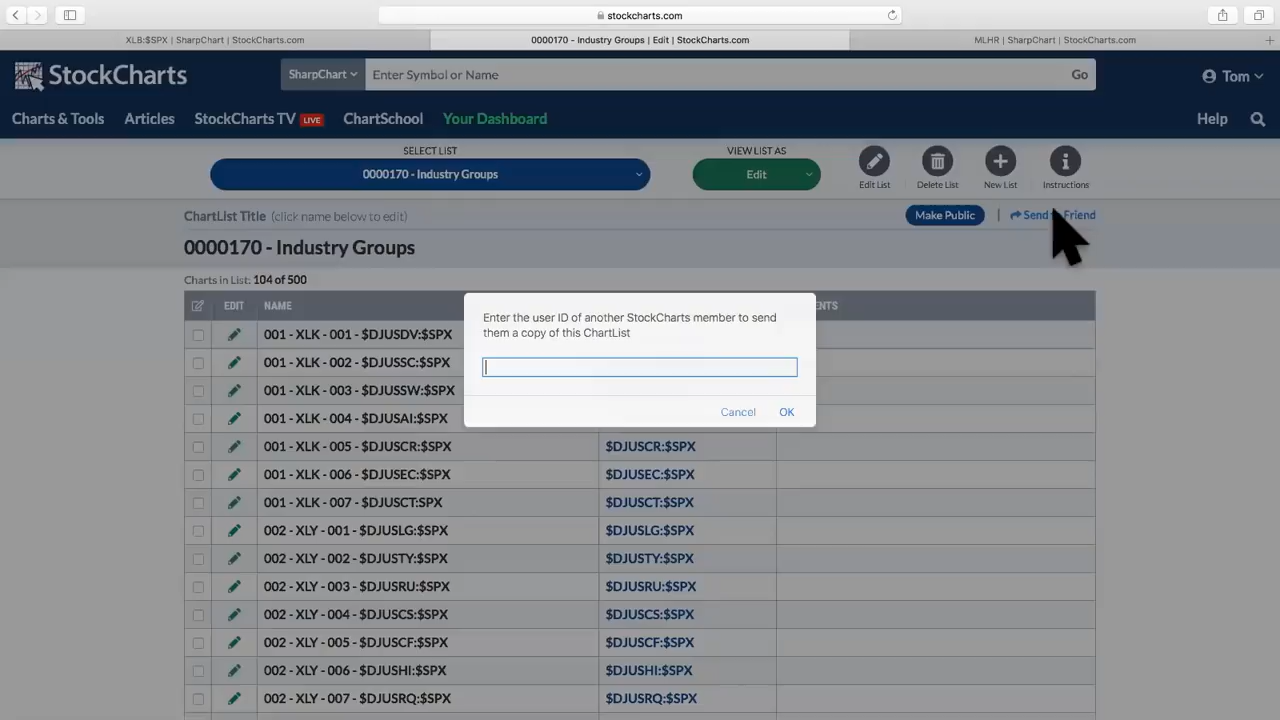 stockcharts.com
XLB:$SPX | SharpChart | StockCharts.com
0000170 - Industry Groups | Edit | StockCharts.com
MLHR | SharpChart | StockCharts.com
StockCharts
SharpChart
Enter Symbol or Name
Go
Tom
Charts & Tools
Articles
StockCharts TV LIVE
ChartSchool
Your Dashboard
Help
SELECT LIST
0000170 - Industry Groups
VIEW LIST AS
Edit
Edit List
Delete List
New List
Instructions
ChartList Title (click name below to edit)
Make Public | Send Friend
0000170 - Industry Groups
Charts in List: 104 of 500
EDIT NAME
Enter the user ID of another StockCharts member to send
them a copy of this ChartList
Cancel OK
001 - XLK - 001 - $DJUSDV:$SPX
001 - XLK - 002 - $DJUSSC:$SPX
001 - XLK - 003 - $DJUSSW:$SPX
001 - XLK - 004 - $DJUSAI:$SPX
001 - XLK - 005 - $DJUSCR:$SPX $DJUSCR:$SPX
001 - XLK - 006 - $DJUSEC:$SPX $DJUSEC:$SPX
001 - XLK - 007 - $DJUSCT:SPX $DJUSCT:$SPX
002 - XLY - 001 - $DJUSLG:$SPX $DJUSLG:$SPX
002 - XLY - 002 - $DJUSTY:$SPX $DJUSTY:$SPX
002 - XLY - 003 - $DJUSRU:$SPX $DJUSRU:$SPX
002 - XLY - 004 - $DJUSCS:$SPX $DJUSCS:$SPX
002 - XLY - 005 - $DJUSCF:$SPX $DJUSCF:$SPX
002 - XLY - 006 - $DJUSHI:$SPX $DJUSHI:$SPX
002 - XLY - 007 - $DJUSRQ:$SPX $DJUSRQ:$SPX